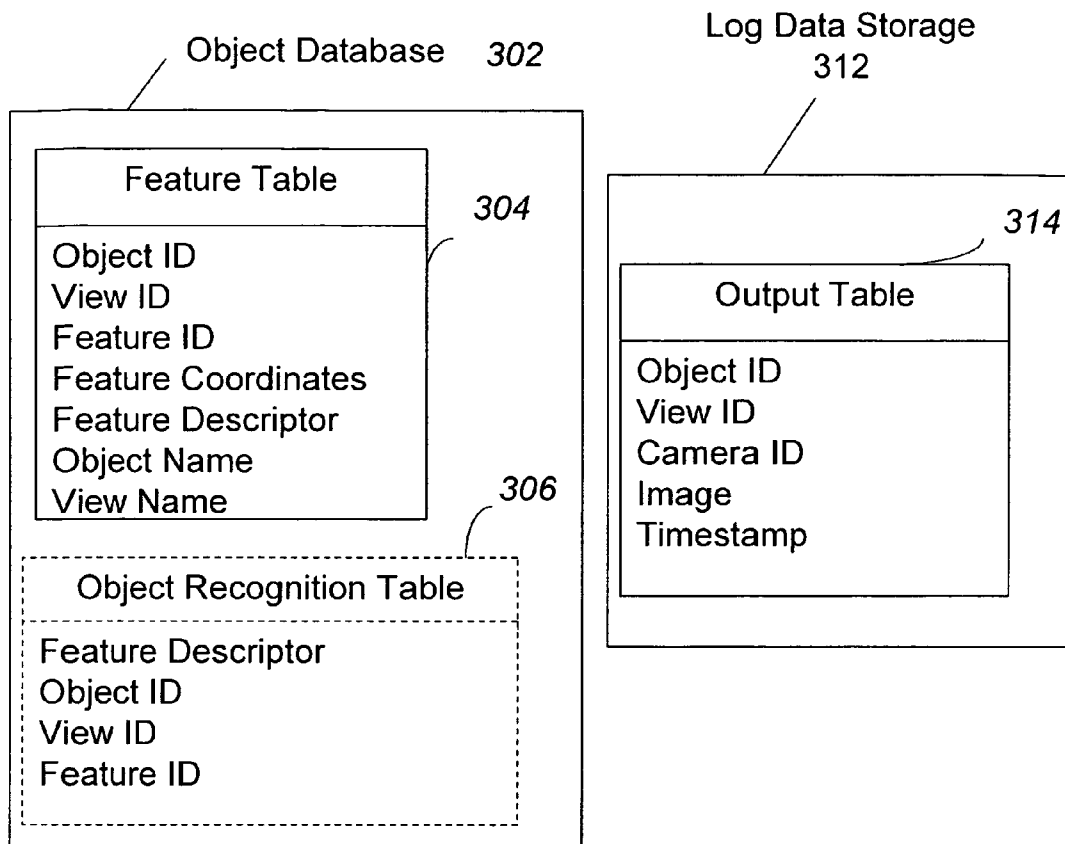 Object Database 302
Feature Table
304
Object ID
View ID
Feature ID
Feature Coordinates
Feature Descriptor
Object Name
View Name
306
Object Recognition Table
Feature Descriptor
Object ID
View ID
Feature ID
Log Data Storage
312
314
Output Table
Object ID
View ID
Camera ID
Image
Timestamp